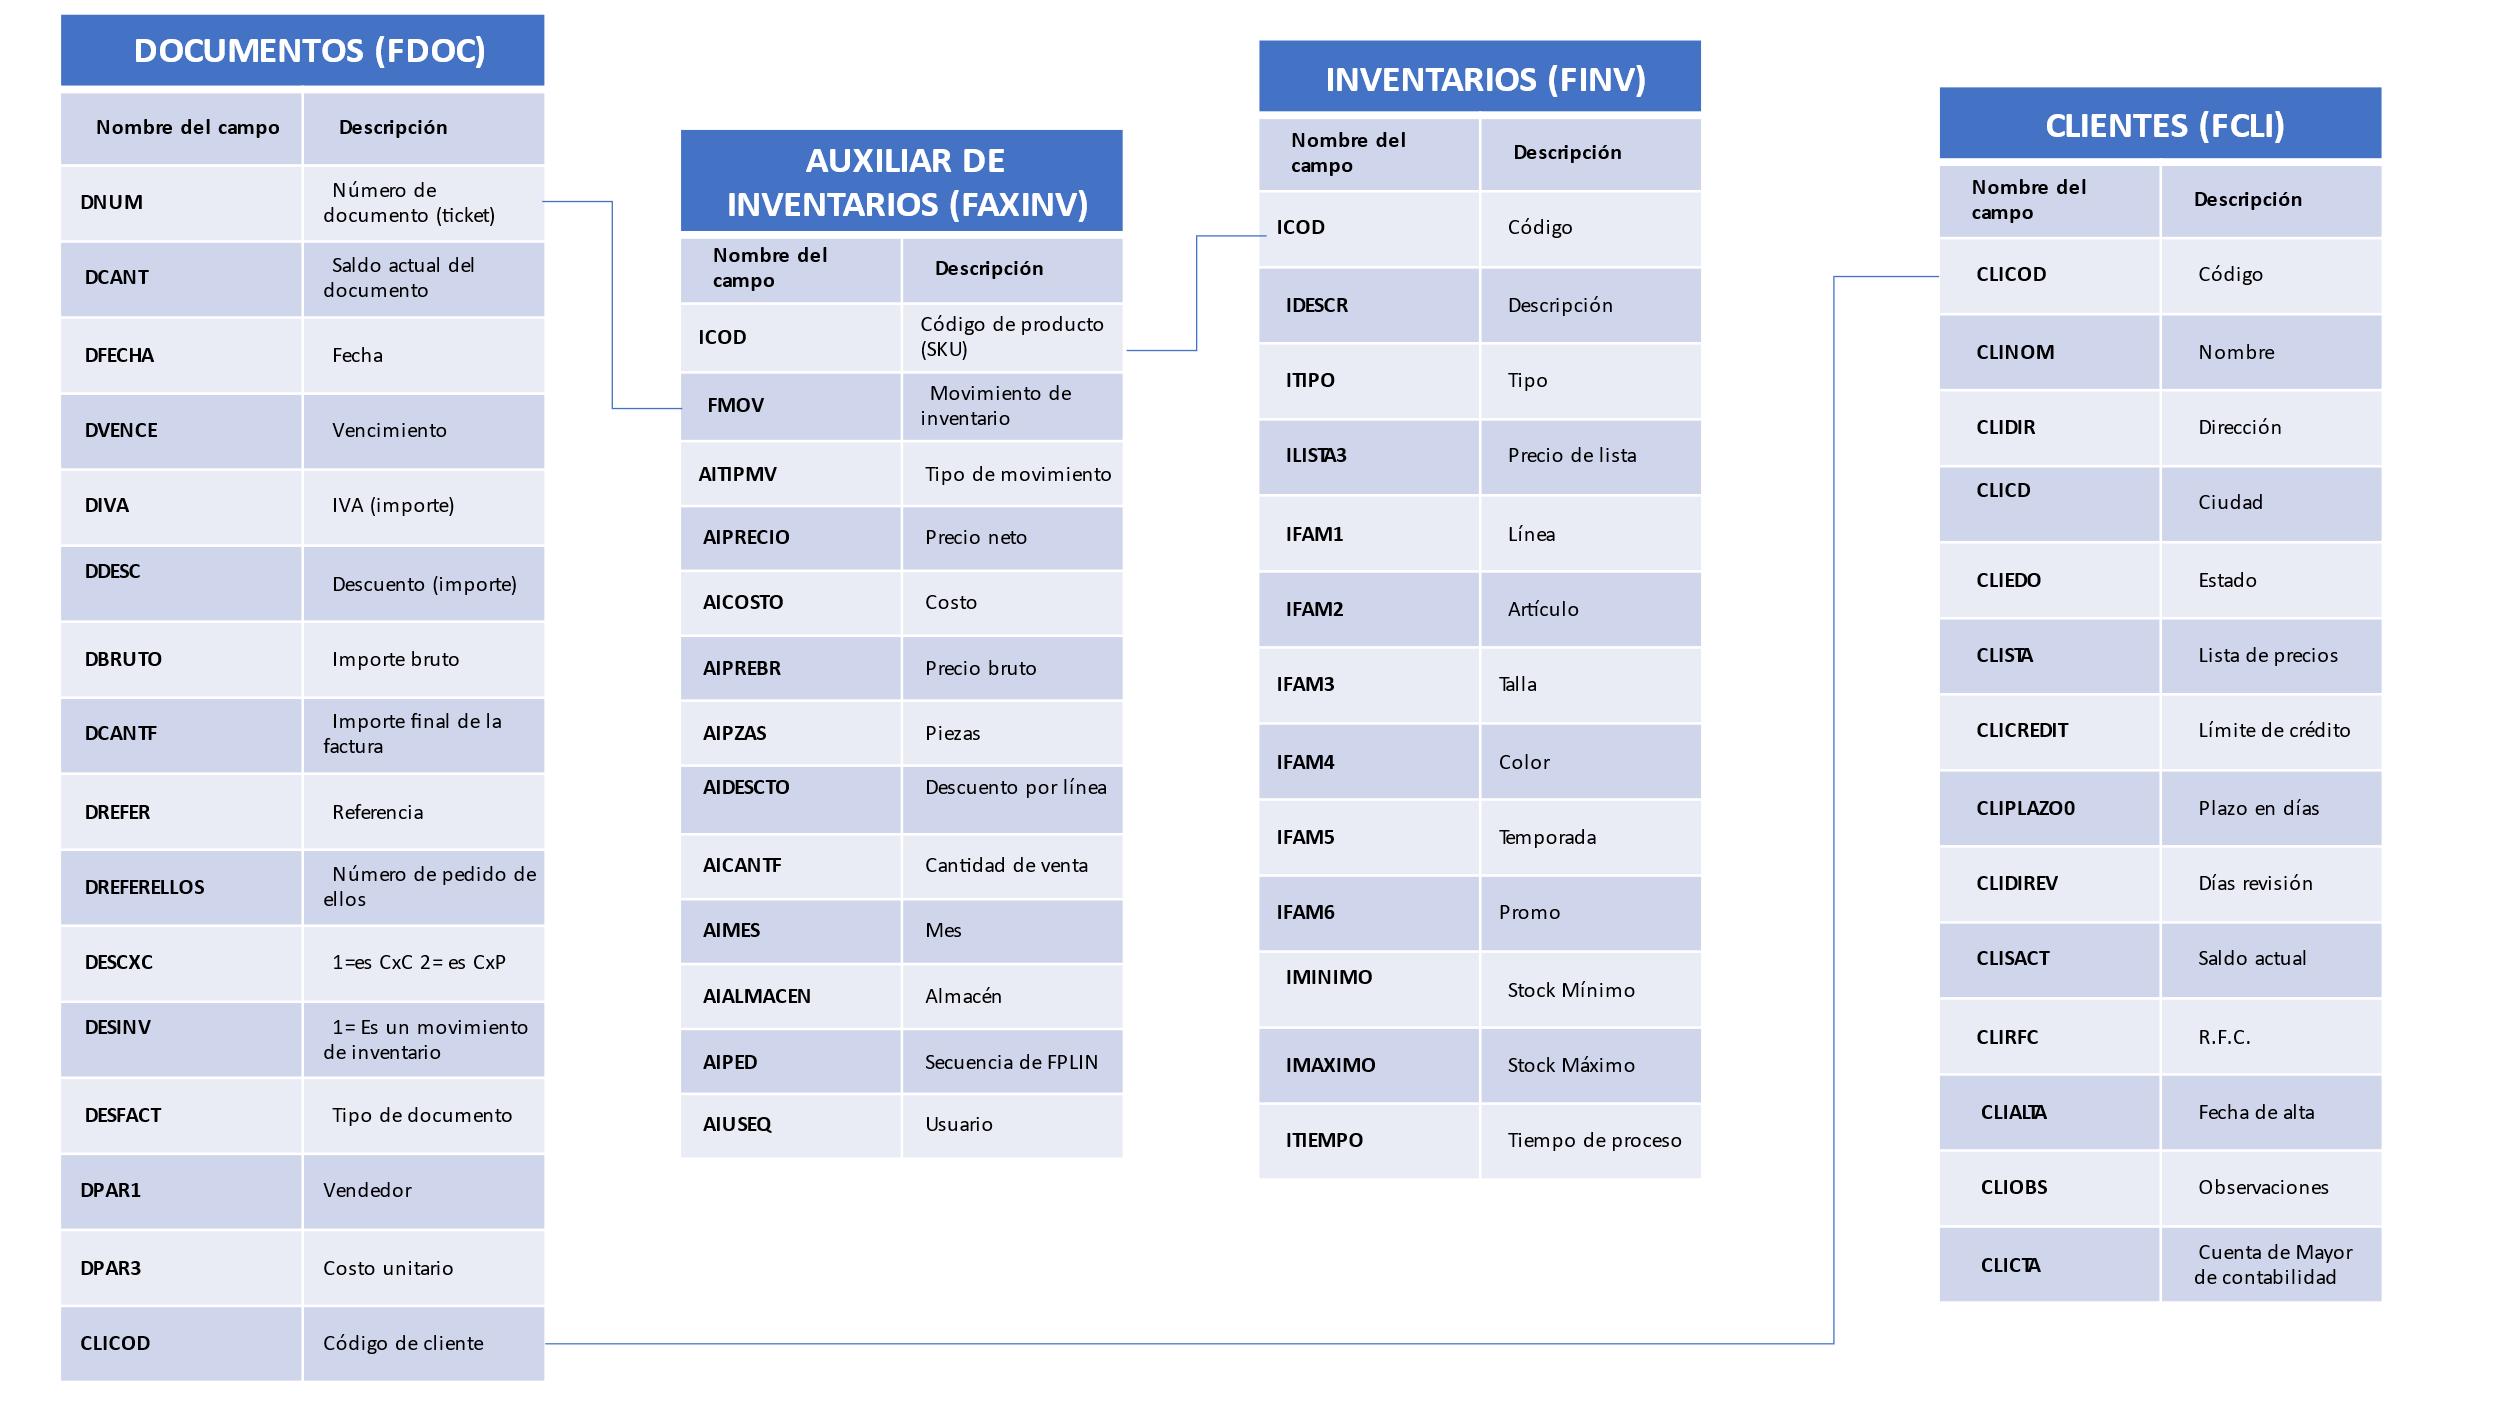 DOCUMENTOS (FDOC)
Nombre del campo
Descripción
DNUM
Número de
documento (ticket)
DCANT
Saldo actual del
documento
DFECHA
Fecha
DVENCE
Vencimiento
DIVA
IVA (importe)
DDESC
Descuento (importe)
DBRUTO
Importe bruto
DCANTF
Importe final de la
factura
DREFER
Referencia
DREFERELLOS
Número de pedido de
ellos
DESCXC
1=es CxC 2= es CxP
DESINV
1= Es un movimiento
de inventario
DESFACT
Tipo de documento
DPAR1
Vendedor
DPAR3
Costo unitario
CLICOD
Código de cliente
AUXILIAR DE
INVENTARIOS (FAXINV)
Nombre del
campo
Descripción
ICOD
Código de producto
(SKU)
FMOV
Movimiento de
inventario
AITIPMV
Tipo de movimiento
AIPRECIO
Precio neto
AICOSTO
Costo
AIPREBR
Precio bruto
AIPZAS
Piezas
AIDESCTO
Descuento por línea
AICANTF
Cantidad de venta
AIMES
Mes
AIALMACEN
Almacén
AIPED
Secuencia de FPLIN
AIUSEQ
Usuario
INVENTARIOS (FINV)
Nombre del
campo
Descripción
ICOD
Código
IDESCR
Descripción
ITIPO
Tipo
ILISTA3
Precio de lista
IFAM1
Línea
IFAM2
Artículo
IFAM3
Talla
IFAM4
Color
IFAM5
Temporada
IFAM6
Promo
IMINIMO
Stock Mínimo
IMAXIMO
Stock Máximo
ITIEMPO
Tiempo de proceso
CLIENTES (FCLI)
Nombre del
campo
Descripción
CLICOD
Código
CLINOM
Nombre
CLIDIR
Dirección
CLICD
Ciudad
CLIEDO
Estado
CLISTA
Lista de precios
CLICREDIT
Límite de crédito
CLIPLAZO0
Plazo en días
CLIDIREV
Días revisión
CLISACT
Saldo actual
CLIRFC
R.F.C.
CLIALTA
Fecha de alta
CLIOBS
Observaciones
CLICTA
Cuenta de Mayor
de contabilidad